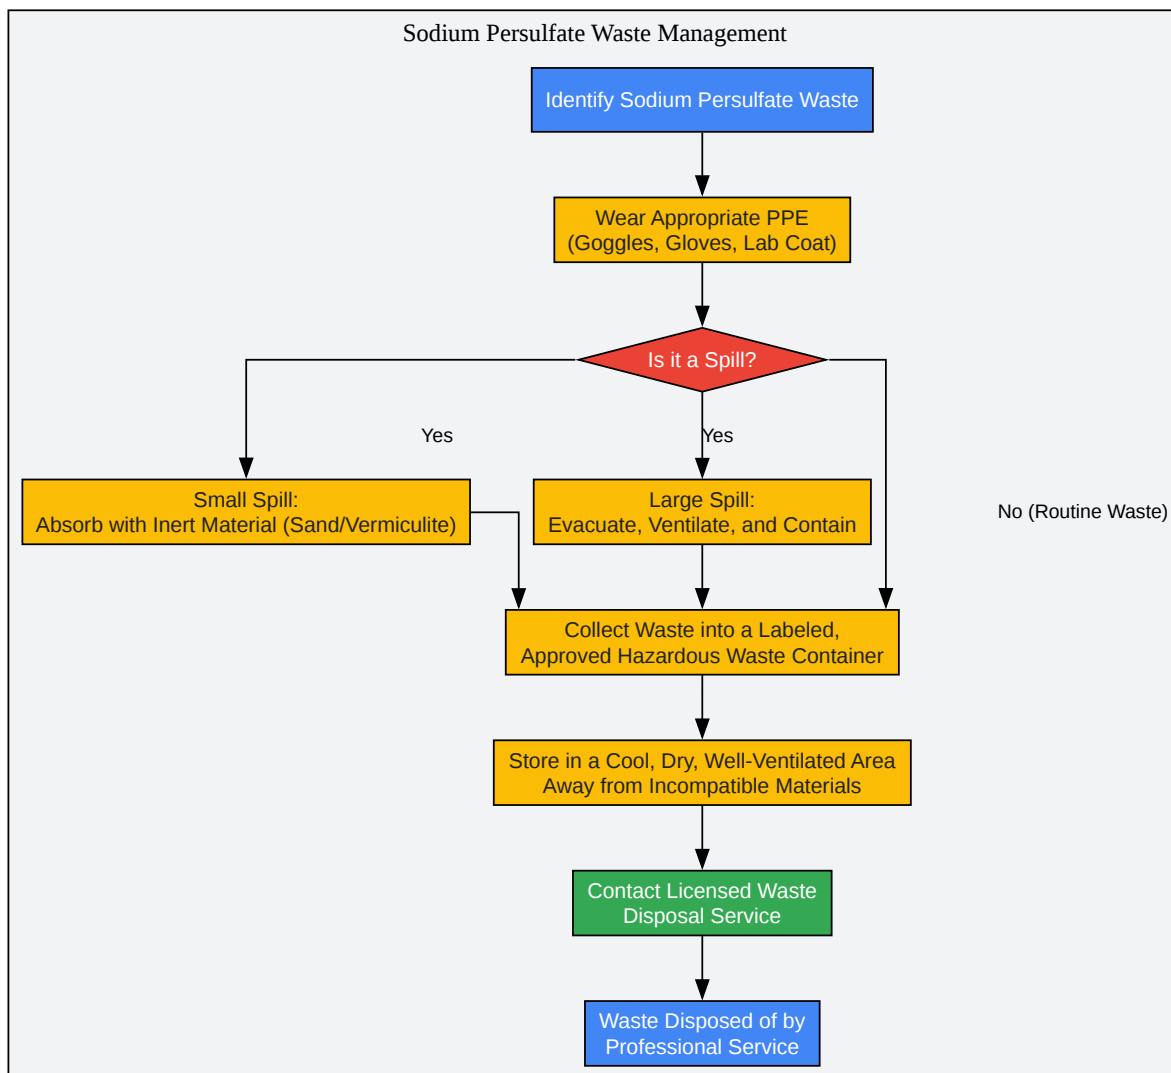 Sodium Persulfate Waste Management
Identify Sodium Persulfate Waste
Wear Appropriate PPE
(Goggles, Gloves, Lab Coat)
Is it a Spill?
Yes
Yes
Small Spill:
Absorb with Inert Material (Sand/Vermiculite)
Large Spill:
Evacuate, Ventilate, and Contain
No (Routine Waste)
Collect Waste into a Labeled,
Approved Hazardous Waste Container
Store in a Cool, Dry, Well-Ventilated Area
Away from Incompatible Materials
Contact Licensed Waste
Disposal Service
Waste Disposed of by
Professional Service